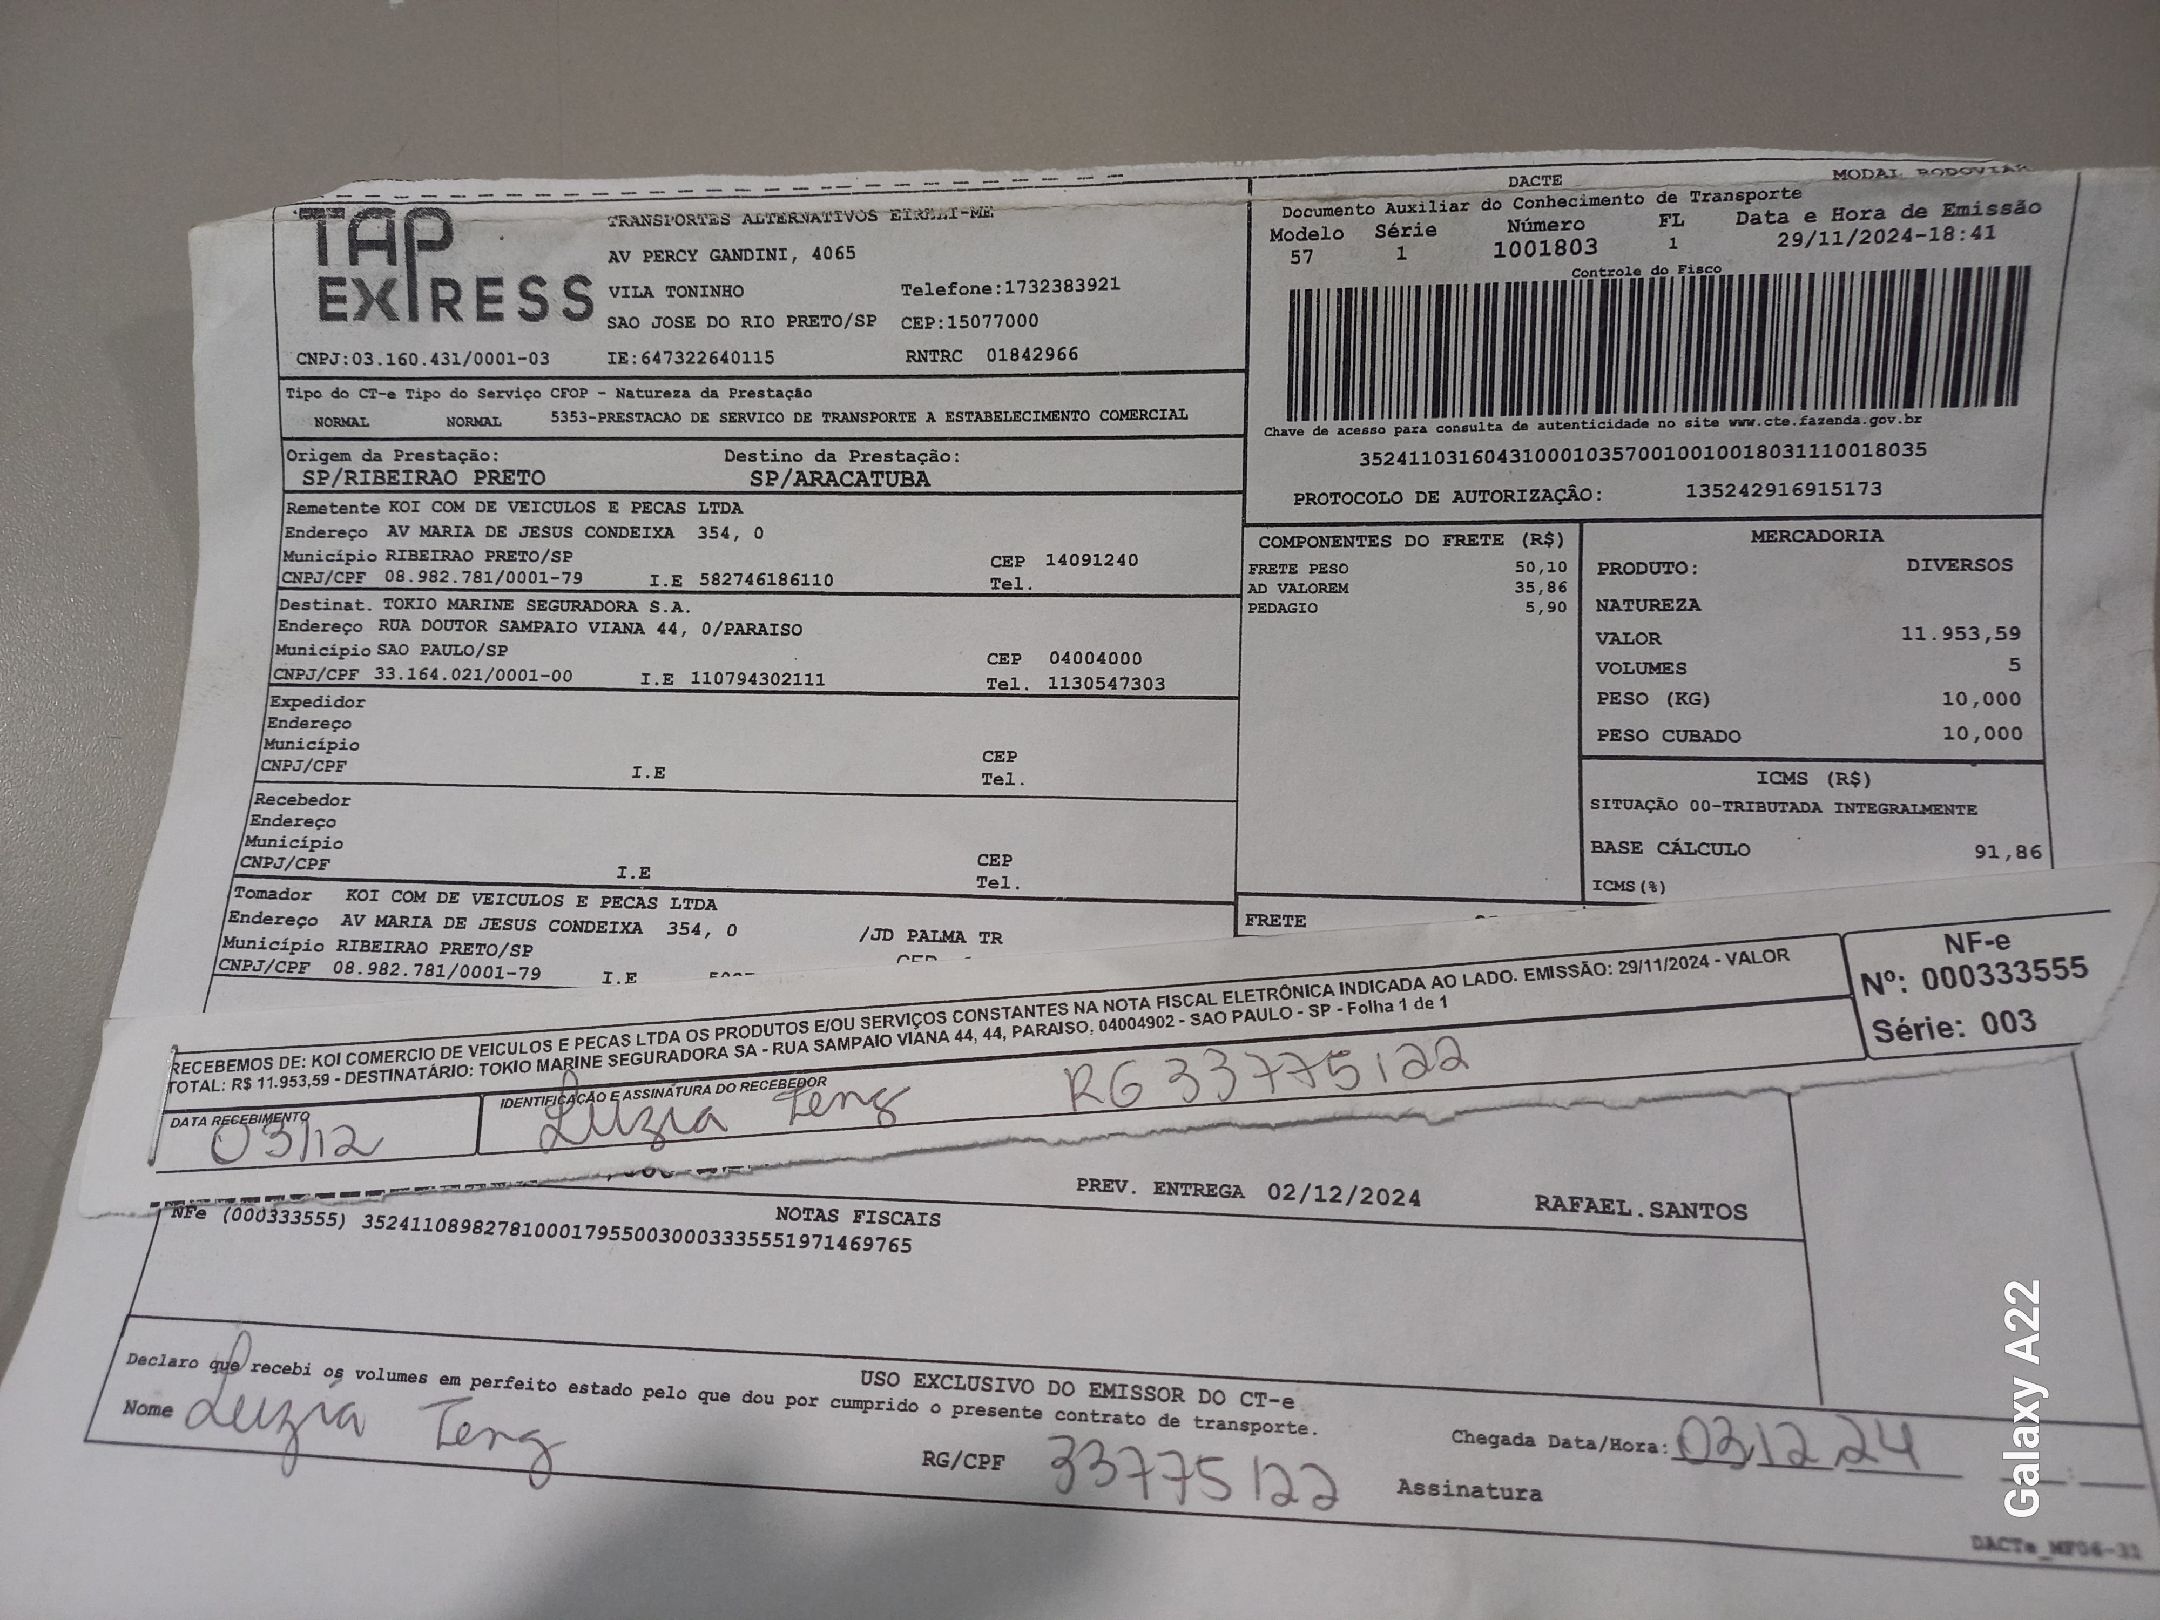 TAP EXPRESS
TRANSPORTES ALTERNATIVOS EIRELI-ME
AV PERCY GANDINI, 4065
VILA TONINHO Telefone:1732383921
SAO JOSE DO RIO PRETO/SP CEP:15077000
CNPJ:03.160.431/0001-03 IE:647322640115 RNTRC 01842966
DACTE MODAL
Documento Auxiliar do Conhecimento de Transporte
Modelo Série Número FL Data e Hora de Emissão
57 1 1001803 1 29/11/2024-18:41
Controle do Fisco
Chave de acesso para consulta de autenticidade no site www.cte.fazenda.gov.br
35241103160431000103570010010018031110018035
PROTOCOLO DE AUTORIZAÇÃO: 135242916915173
Tipo do CT-e Tipo do Serviço CFOP - Natureza da Prestação
NORMAL NORMAL 5353-PRESTACAO DE SERVICO DE TRANSPORTE A ESTABELECIMENTO COMERCIAL
Origem da Prestação: Destino da Prestação:
SP/RIBEIRAO PRETO SP/ARACATUBA
Remetente KOI COM DE VEICULOS E PECAS LTDA
Endereço AV MARIA DE JESUS CONDEIXA 354, 0
Município RIBEIRAO PRETO/SP CEP 14091240
CNPJ/CPF 08.982.781/0001-79 I.E 582746186110 Tel.
Destinat. TOKIO MARINE SEGURADORA S.A.
Endereço RUA DOUTOR SAMPAIO VIANA 44, 0/PARAISO
Município SAO PAULO/SP CEP 04004000
CNPJ/CPF 33.164.021/0001-00 I.E 110794302111 Tel. 1130547303
Expedidor
Endereço
Município CEP
CNPJ/CPF I.E Tel.
Recebedor
Endereço
Município CEP
CNPJ/CPF I.E Tel.
Tomador KOI COM DE VEICULOS E PECAS LTDA
Endereço AV MARIA DE JESUS CONDEIXA 354, 0 /JD PALMA TR
Município RIBEIRAO PRETO/SP
CNPJ/CPF 08.982.781/0001-79 I.E
COMPONENTES DO FRETE (R$)
FRETE PESO 50,10
AD VALOREM 35,86
PEDAGIO 5,90
FRETE
MERCADORIA
PRODUTO: DIVERSOS
NATUREZA
VALOR 11.953,59
VOLUMES 5
PESO (KG) 10,000
PESO CUBADO 10,000
ICMS (R$)
SITUAÇÃO 00-TRIBUTADA INTEGRALMENTE
BASE CÁLCULO 91,86
ICMS(%)
RECEBEMOS DE: KOI COMERCIO DE VEICULOS E PECAS LTDA OS PRODUTOS E/OU SERVIÇOS CONSTANTES NA NOTA FISCAL ELETRÔNICA INDICADA AO LADO. EMISSÃO: 29/11/2024 - VALOR
TOTAL: R$ 11.953,59 - DESTINATÁRIO: TOKIO MARINE SEGURADORA SA - RUA SAMPAIO VIANA 44, 44, PARAISO, 04004902 - SAO PAULO - SP - Folha 1 de 1
NF-e
Nº: 000333555
Série: 003
DATA RECEBIMENTO IDENTIFICAÇÃO E ASSINATURA DO RECEBEDOR
03/12 Luzia Teng RG 33775122
PREV. ENTREGA 02/12/2024 RAFAEL.SANTOS
NOTAS FISCAIS
NFe (000333555) 35241108982781000179550030003335551971469765
USO EXCLUSIVO DO EMISSOR DO CT-e
Declaro que recebi os volumes em perfeito estado pelo que dou por cumprido o presente contrato de transporte.
Nome Luzia Teng RG/CPF 33775122 Chegada Data/Hora: 03 12 24
Assinatura
Galaxy A22